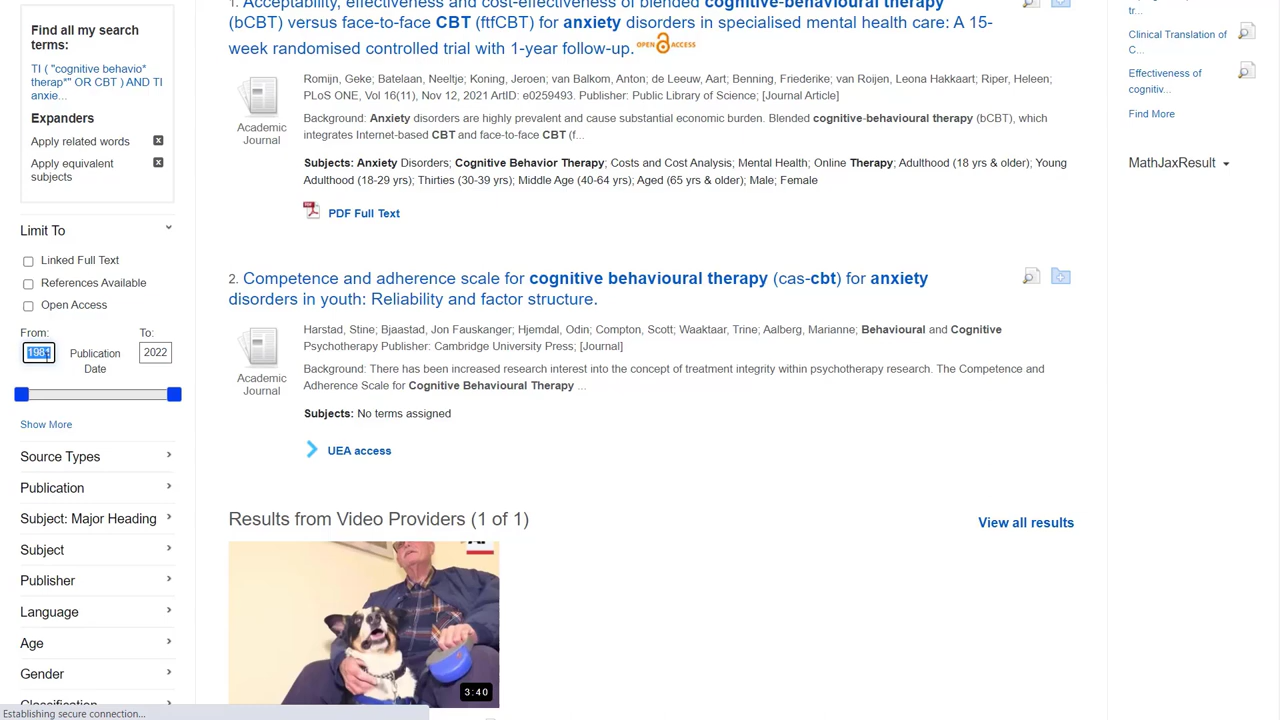 Find all my search
terms:
TI ( "cognitive behavio*
therap*" OR CBT ) AND TI
anxie...
Expanders
Apply related words
Apply equivalent
subjects
Limit To
Linked Full Text
References Available
Open Access
From:
To:
198
Publication
Date
2022
Show More
Source Types
Publication
Subject: Major Heading
Subject
Publisher
Language
Age
Gender
Classification
Establishing secure connection...
1. Acceptability, effectiveness and cost-effectiveness of blended cognitive-behavioural therapy
(bCBT) versus face-to-face CBT (ftfCBT) for anxiety disorders in specialised mental health care: A 15-
week randomised controlled trial with 1-year follow-up. OPEN ACCESS
Academic
Journal
Romijn, Geke; Batelaan, Neeltje; Koning, Jeroen; van Balkom, Anton; de Leeuw, Aart; Benning, Friederike; van Roijen, Leona Hakkaart; Riper, Heleen;
PLoS ONE, Vol 16(11), Nov 12, 2021 ArtID: e0259493. Publisher: Public Library of Science; [Journal Article]
Background: Anxiety disorders are highly prevalent and cause substantial economic burden. Blended cognitive-behavioural therapy (bCBT), which
integrates Internet-based CBT and face-to-face CBT (f...
Subjects: Anxiety Disorders; Cognitive Behavior Therapy; Costs and Cost Analysis; Mental Health; Online Therapy; Adulthood (18 yrs & older); Young
Adulthood (18-29 yrs); Thirties (30-39 yrs); Middle Age (40-64 yrs); Aged (65 yrs & older); Male; Female
PDF Full Text
2. Competence and adherence scale for cognitive behavioural therapy (cas-cbt) for anxiety
disorders in youth: Reliability and factor structure.
Academic
Journal
Harstad, Stine; Bjaastad, Jon Fauskanger; Hjemdal, Odin; Compton, Scott; Waaktaar, Trine; Aalberg, Marianne; Behavioural and Cognitive
Psychotherapy Publisher: Cambridge University Press; [Journal]
Background: There has been increased research interest into the concept of treatment integrity within psychotherapy research. The Competence and
Adherence Scale for Cognitive Behavioural Therapy ...
Subjects: No terms assigned
UEA access
Results from Video Providers (1 of 1)
View all results
3:40
tr...
Clinical Translation of
C...
Effectiveness of
cognitiv...
Find More
MathJaxResult